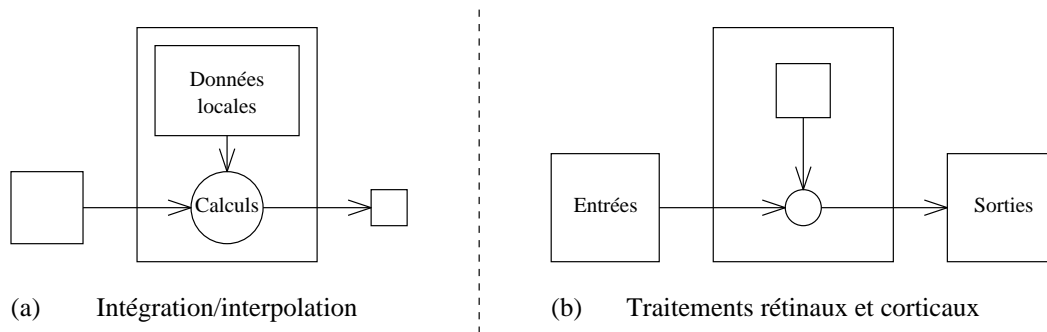 Données
locales
Calculs
Entrées
Sorties
(a) Intégration/interpolation
(b) Traitements rétinaux et corticaux